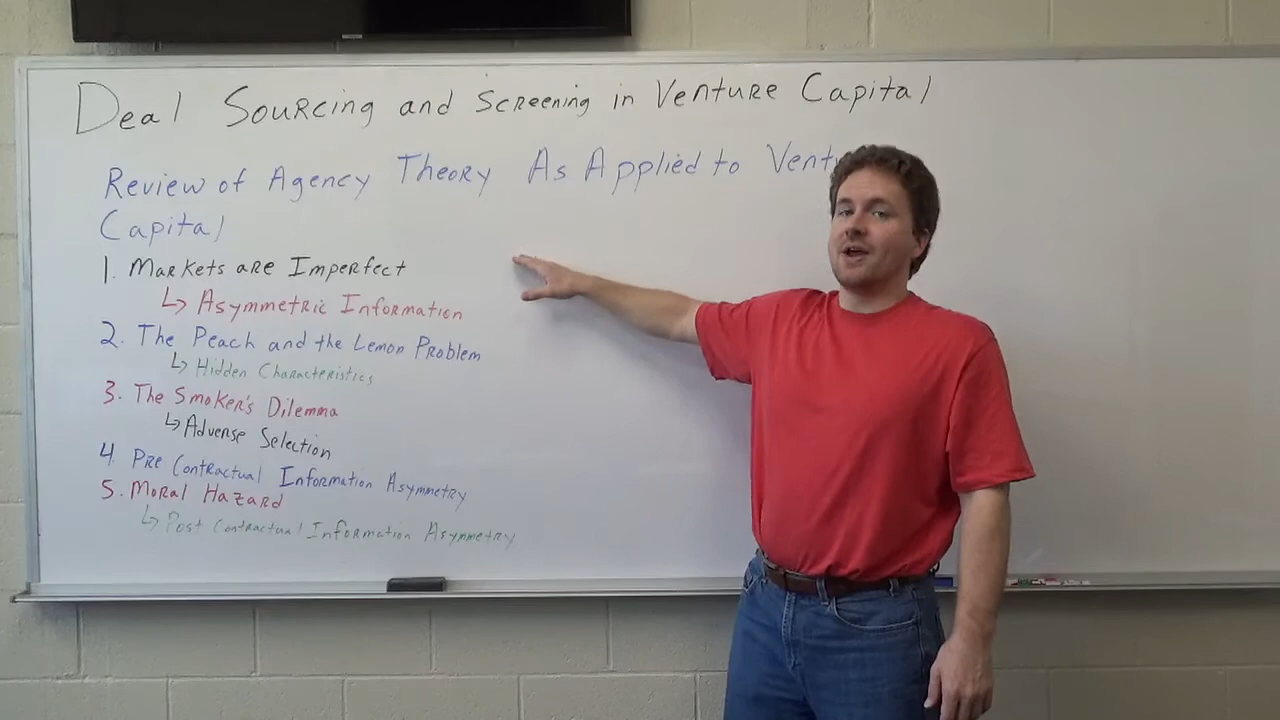 Deal Sourcing and Screening in Venture Capital
Review of Agency Theory As Applied to Ventu
Capital
1. Markets are Imperfect
↳ Asymmetric Information
2. The Peach and the Lemon Problem
↳ Hidden Characteristics
3. The Smoker's Dilemma
↳ Adverse Selection
4 Pre Contractual Information Asymmetry
5. Moral Hazard
↳ Post Contractual Information Asymmetry